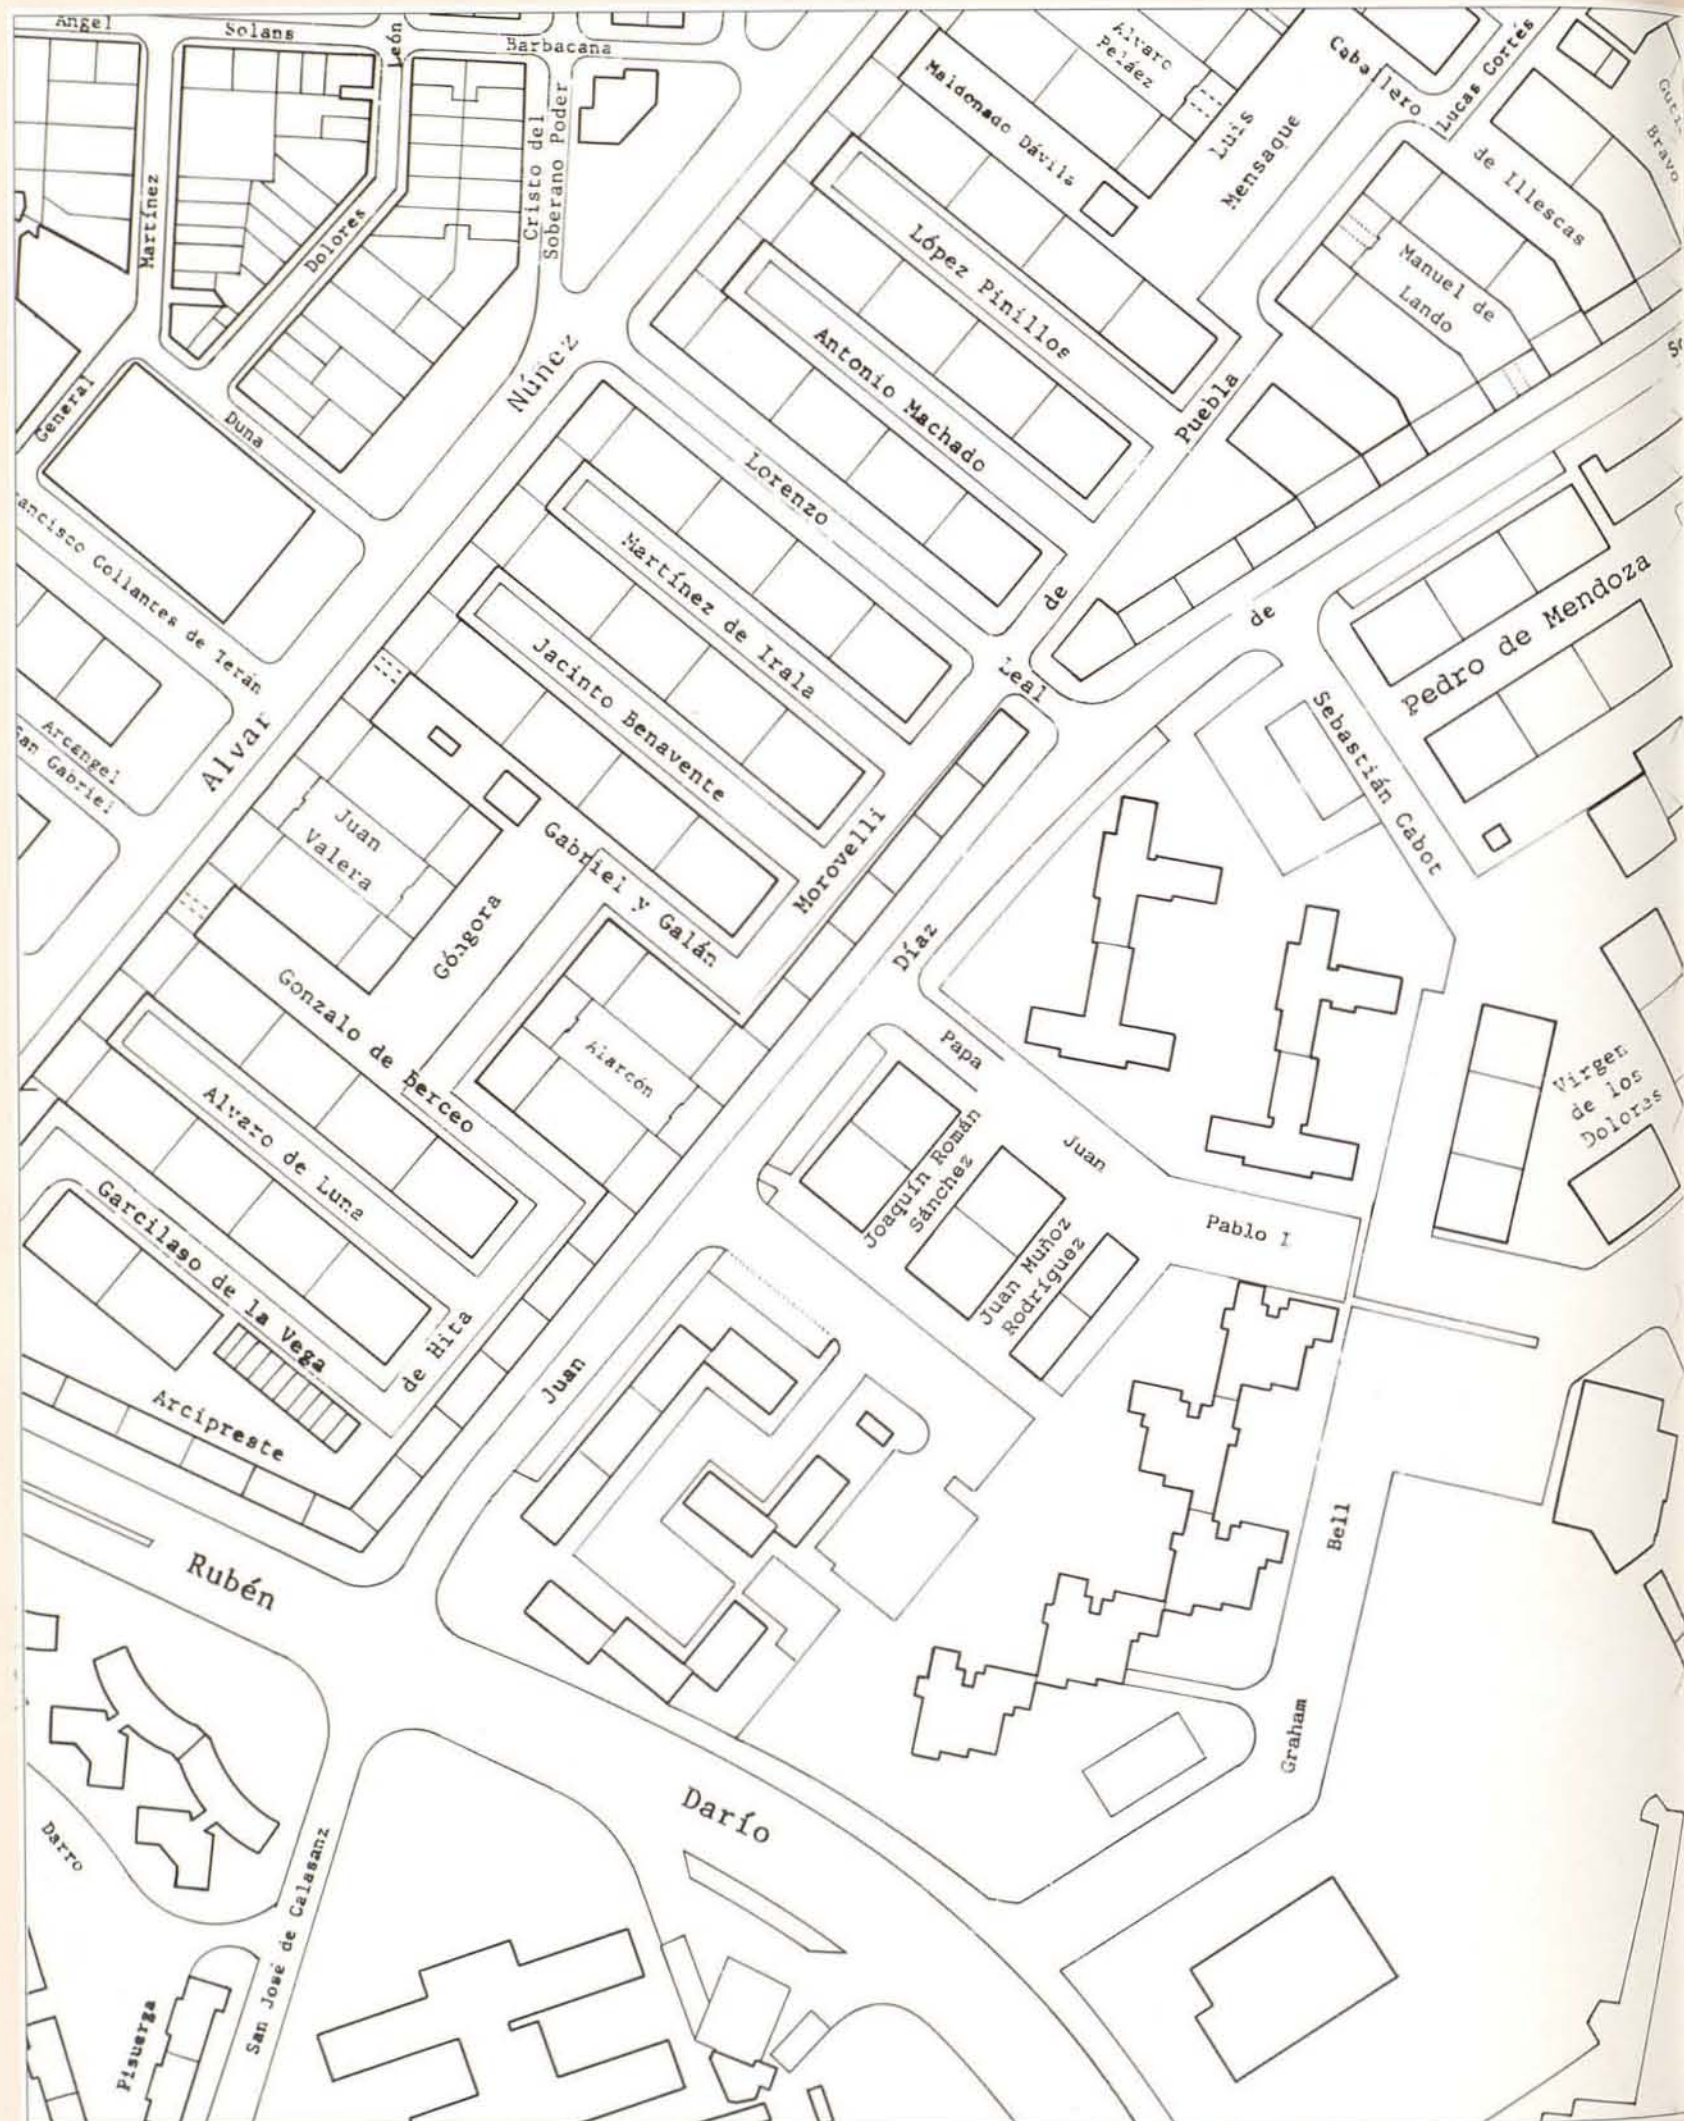 Angel
Solans
León
Barbacana
Alvaro
Peláez
Caballero
Lucas Cortés
Maldonado Dávila
Luis
Mensaque
Bravo
de Illescas
Martínez
Dolores
Cristo del
Soberano Poder
López Pinillos
Manuel de
Lando
Núñez
Antonio Machado
Puebla
General
Duna
Lorenzo
ancisco Collantes de Terán
Martínez de Irala
de
de
Pedro de Mendoza
Jacinto Benavente
Leal
Sebastián Cabot
Arcangel
San Gabriel
Alvar
Juan
Valera
Gabriel y Galán
Morovelli
Góngora
Díaz
Gonzalo de Berceo
Alarcón
Papa
Virgen
de los
Dolores
Alvaro de Luna
Joaquín Román
Sánchez
Juan
Garcilaso de la Vega
Juan Muñoz
Rodríguez
Pablo I
de Hita
Juan
Arcipreste
Bell
Rubén
Graham
Darío
Darro
San José de Calasanz
Pisuerga